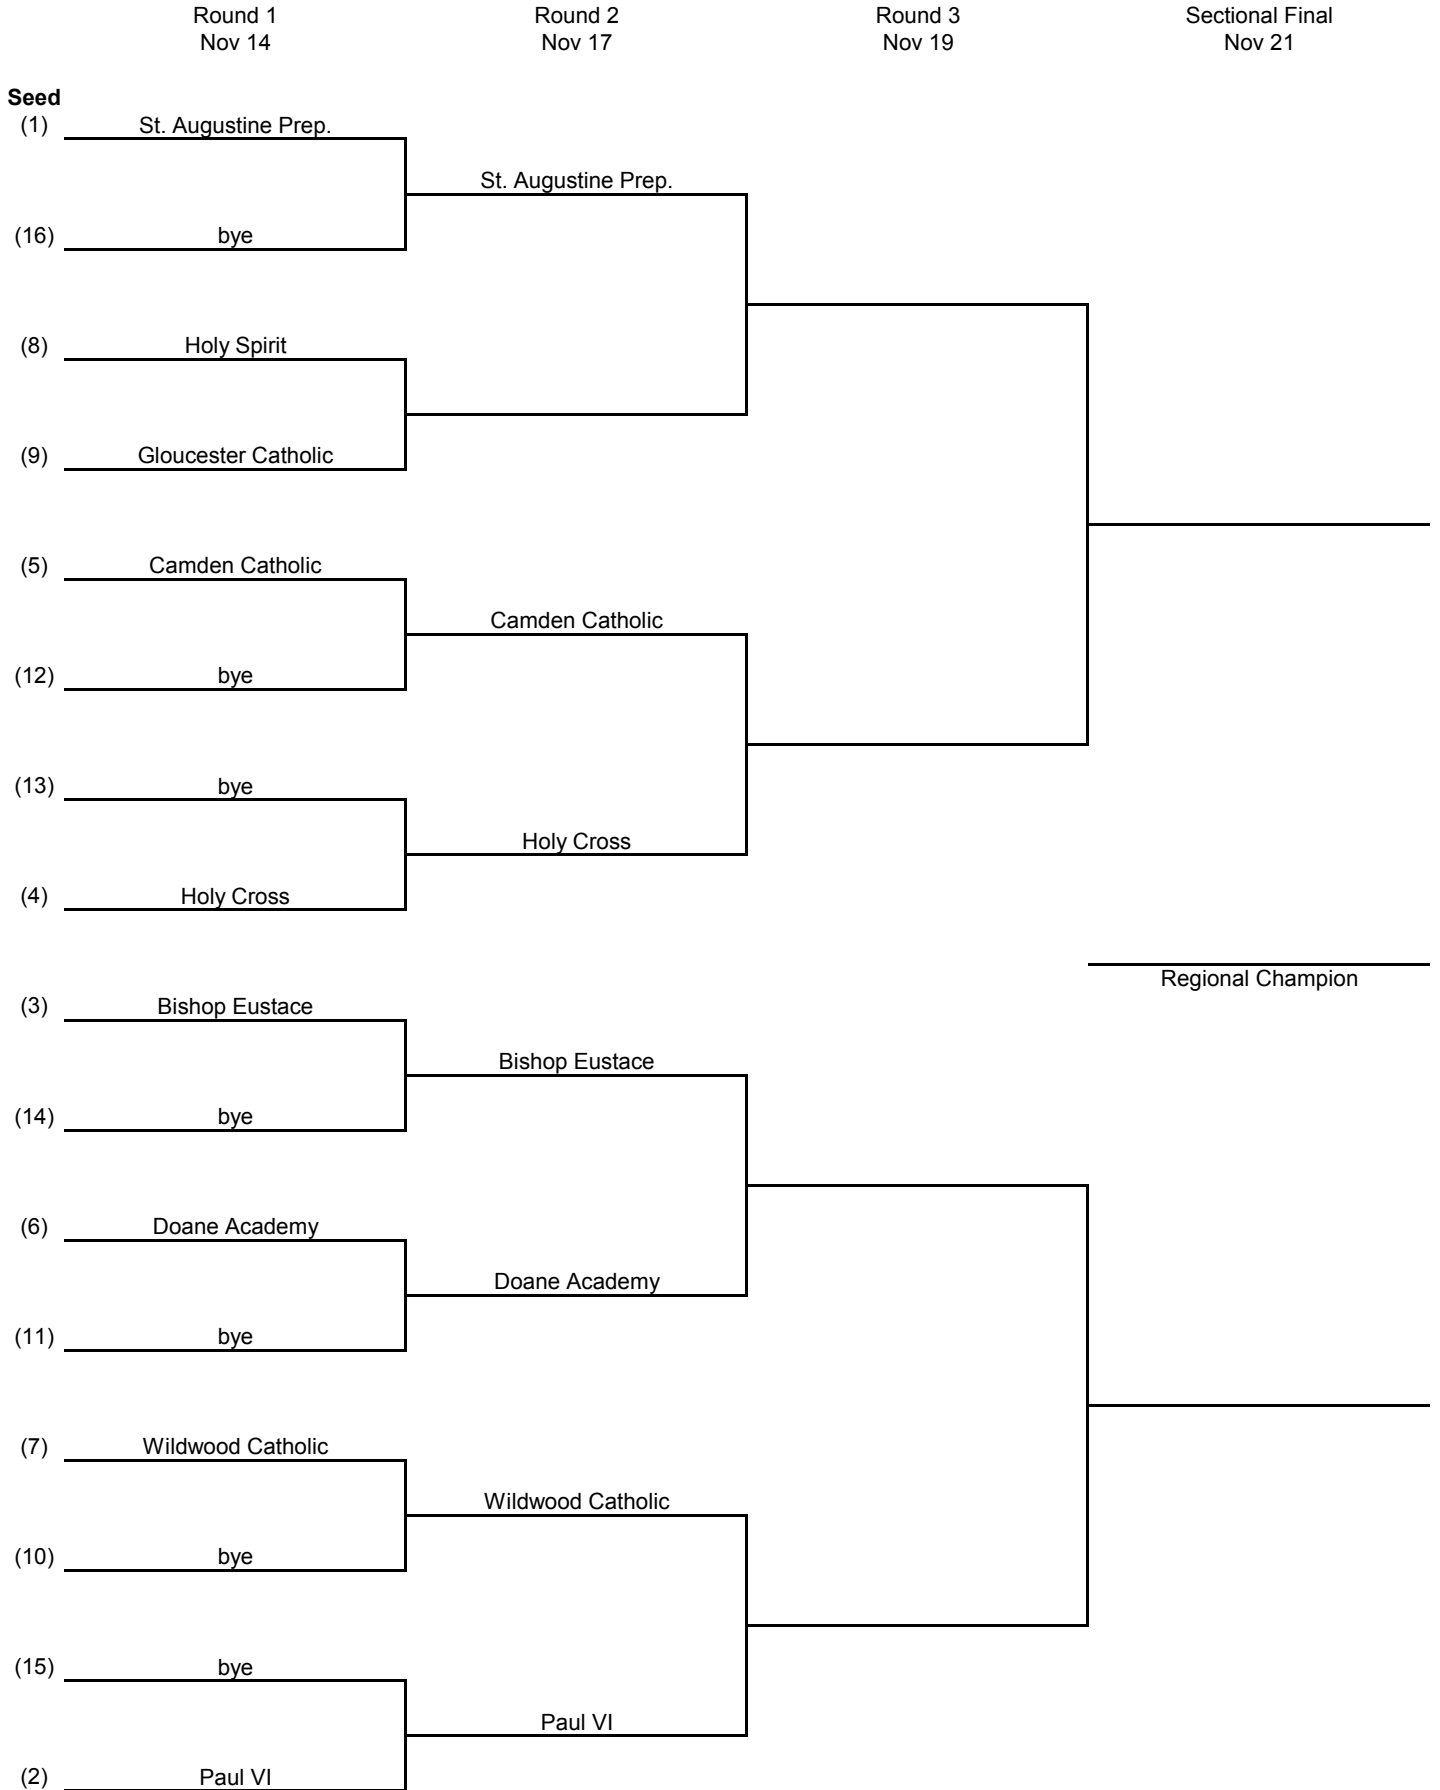 Round 1 Round 2 Round 3 Sectional Final
Nov 14 Nov 17 Nov 19 Nov 21
Seed
(1) St. Augustine Prep.
St. Augustine Prep.
(16) bye
(8) Holy Spirit
(9) Gloucester Catholic
(5) Camden Catholic
Camden Catholic
(12) bye
(13) bye
Holy Cross
(4) Holy Cross
Regional Champion
(3) Bishop Eustace
Bishop Eustace
(14) bye
(6) Doane Academy
Doane Academy
(11) bye
(7) Wildwood Catholic
Wildwood Catholic
(10) bye
(15) bye
Paul VI
(2) Paul VI